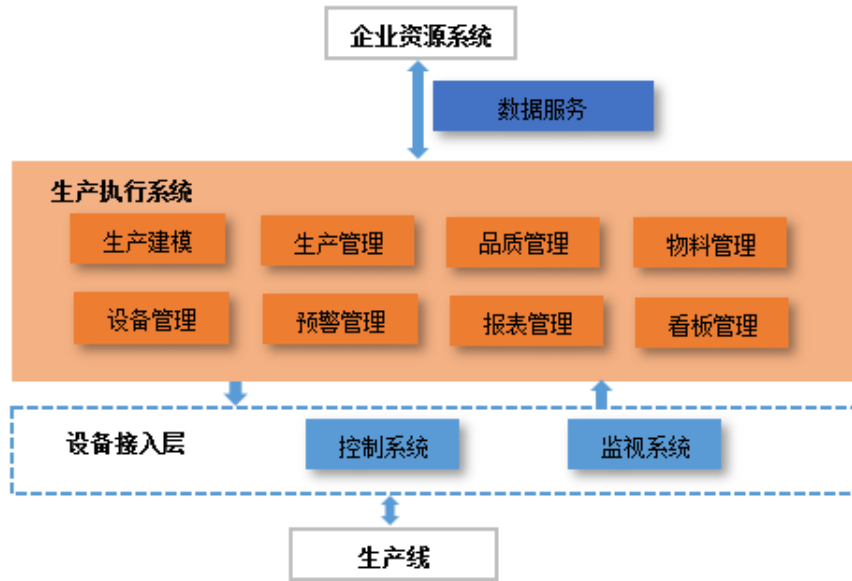 企业资源系统
数据服务
生产执行系统
生产建模 生产管理 品质管理 物料管理
设备管理 预警管理 报表管理 看板管理
设备接入层 控制系统 监视系统
生产线